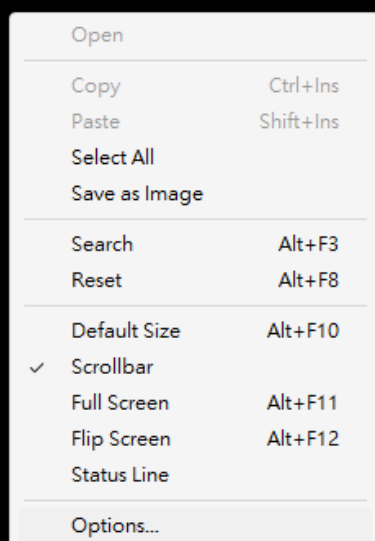 Open
Copy Ctrl+Ins
Paste Shift+Ins
Select All
Save as Image
Search Alt+F3
Reset Alt+F8
Default Size Alt+F10
Scrollbar
Full Screen Alt+F11
Flip Screen Alt+F12
Status Line
Options...